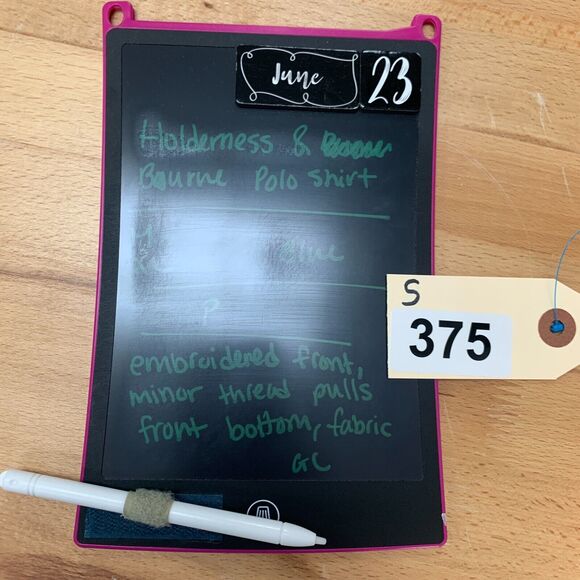 June 23
Holderness &
Bourne Polo Shirt
Blue
S
375
P
embroidered front,
minor thread pulls
front bottom, fabric
GC